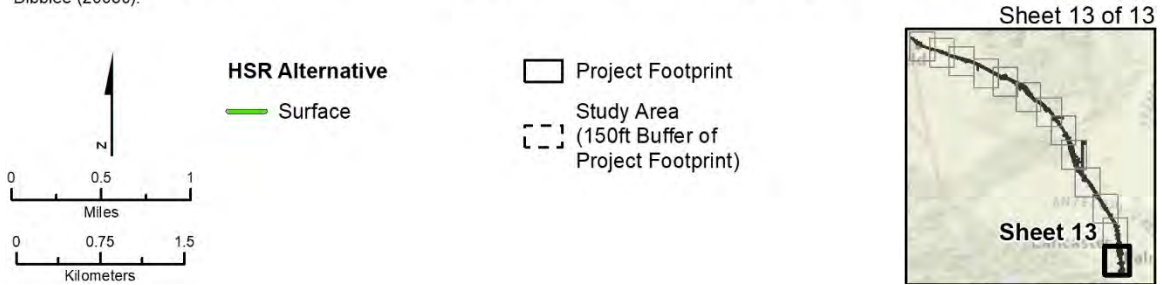 Sheet 13 of 13
N
0 0.5 1
Miles
0 0.75 1.5
Kilometers
HSR Alternative
Surface
Project Footprint
Study Area
(150ft Buffer of
Project Footprint)
Sheet 13